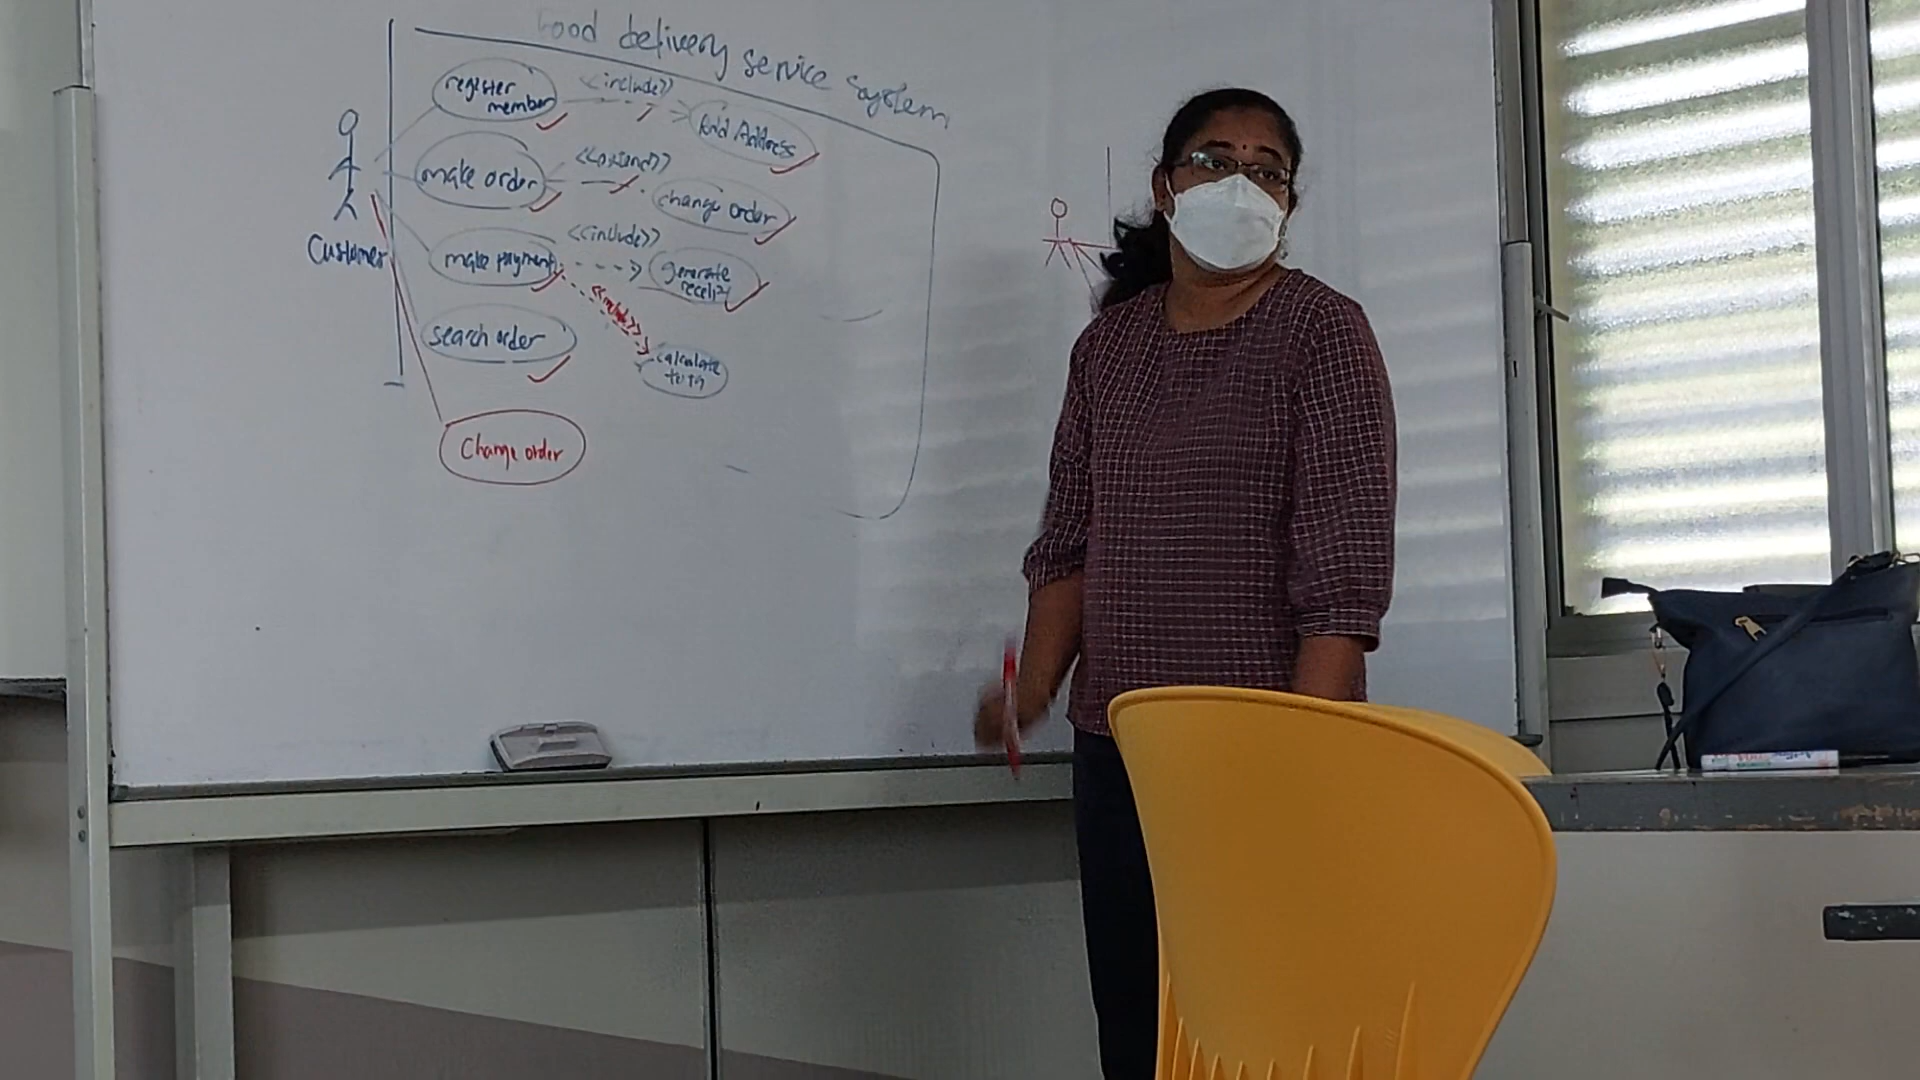 Food delivery service System
register
member
<<include>>
Add Address
make order
<<extend>>
change order
Customer
make payment
<<include>>
generate
receipt
<<include>>
search order
calculate
Change order